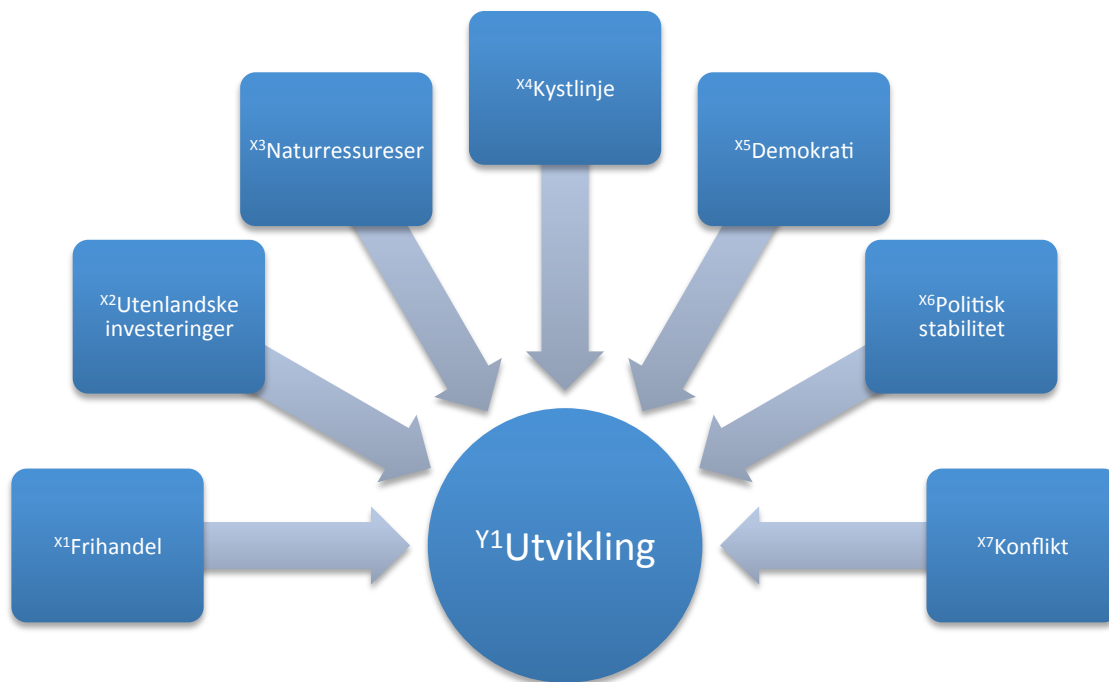 X4Kystlinje
X3Naturressureser
X5Demokrati
X2Utenlandske
investeringer
X6Politisk
stabilitet
X1Frihandel
Y1Utvikling
X7Konflikt